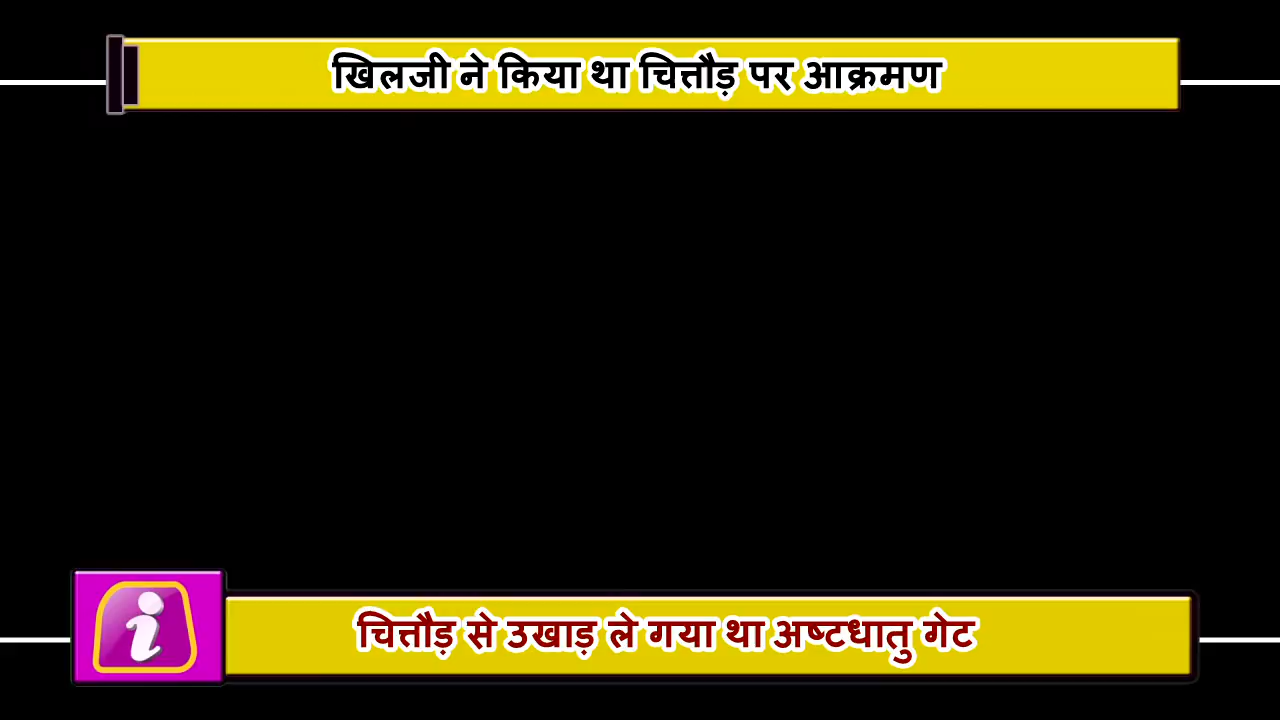 खिलजी ने किया था चित्तौड़ पर आक्रमण
चित्तौड़ से उखाड़ ले गया था अष्टधातु गेट